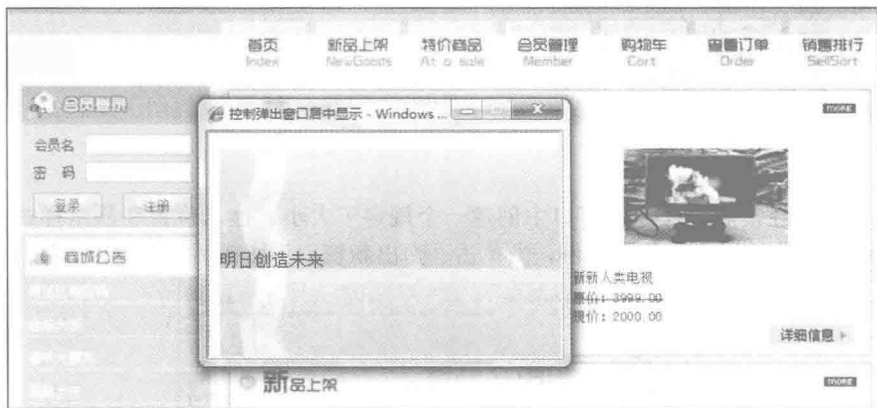 首页 新品上架 特价商品 会员管理 购物车 查看订单 销售排行
Index NewGoods At a sale Member Cart Order SellSort
会员登录
控制弹出窗口居中显示 - Windows ...
会员名
密 码
登录 注册
商城公告
明日创造未来
MORE
新新人类电视
原价：3999.00
现价：2000.00
详细信息
新品上架
MORE